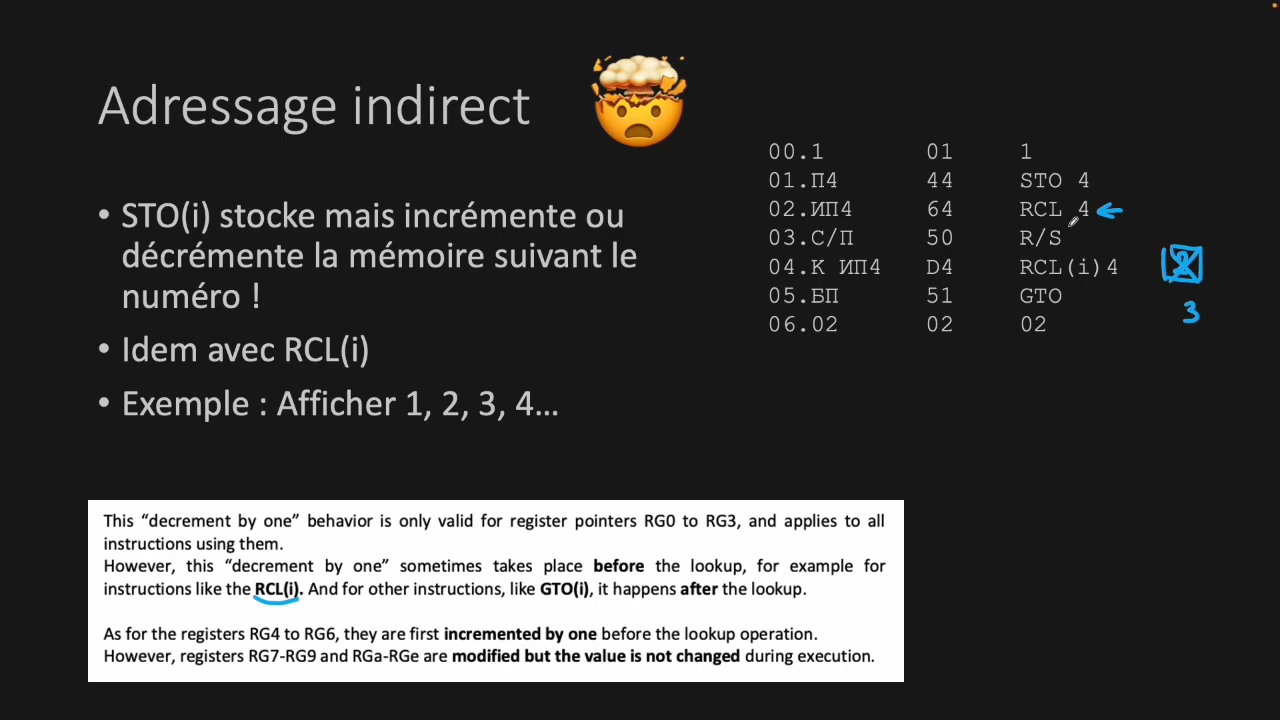 Adressage indirect
• STO(i) stocke mais incrémente ou
décrémente la mémoire suivant le
numéro !
• Idem avec RCL(i)
• Exemple : Afficher 1, 2, 3, 4…
00.1 01 1
01.П4 44 STO 4
02.ИП4 64 RCL 4
03.С/П 50 R/S
04.К ИП4 D4 RCL(i)4
05.БП 51 GTO
06.02 02 02
3
This “decrement by one” behavior is only valid for register pointers RG0 to RG3, and applies to all
instructions using them.
However, this “decrement by one” sometimes takes place before the lookup, for example for
instructions like the RCL(i). And for other instructions, like GTO(i), it happens after the lookup.
As for the registers RG4 to RG6, they are first incremented by one before the lookup operation.
However, registers RG7-RG9 and RGa-RGe are modified but the value is not changed during execution.